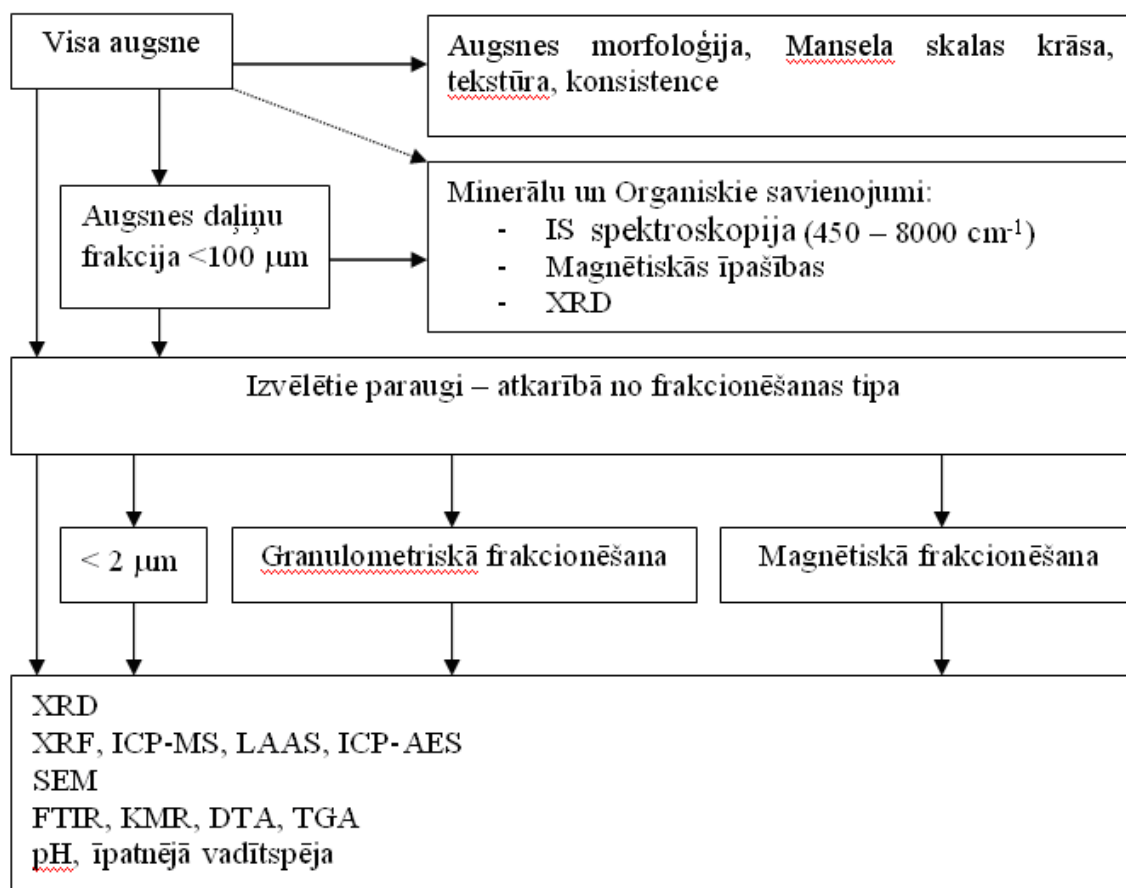 Visa augsne
Augsnes morfoloģija, Mansela skalas krāsa,
tekstūra, konsistence
Augsnes daļiņu
frakcija <100 μm
Minerālu un Organiskie savienojumi:
- IS spektroskopija (450 – 8000 cm⁻¹)
- Magnētiskās īpašības
- XRD
Izvēlētie paraugi – atkarībā no frakcionēšanas tipa
< 2 μm
Granulometriskā frakcionēšana
Magnētiskā frakcionēšana
XRD
XRF, ICP-MS, LAAS, ICP-AES
SEM
FTIR, KMR, DTA, TGA
pH, īpatnējā vadītspēja